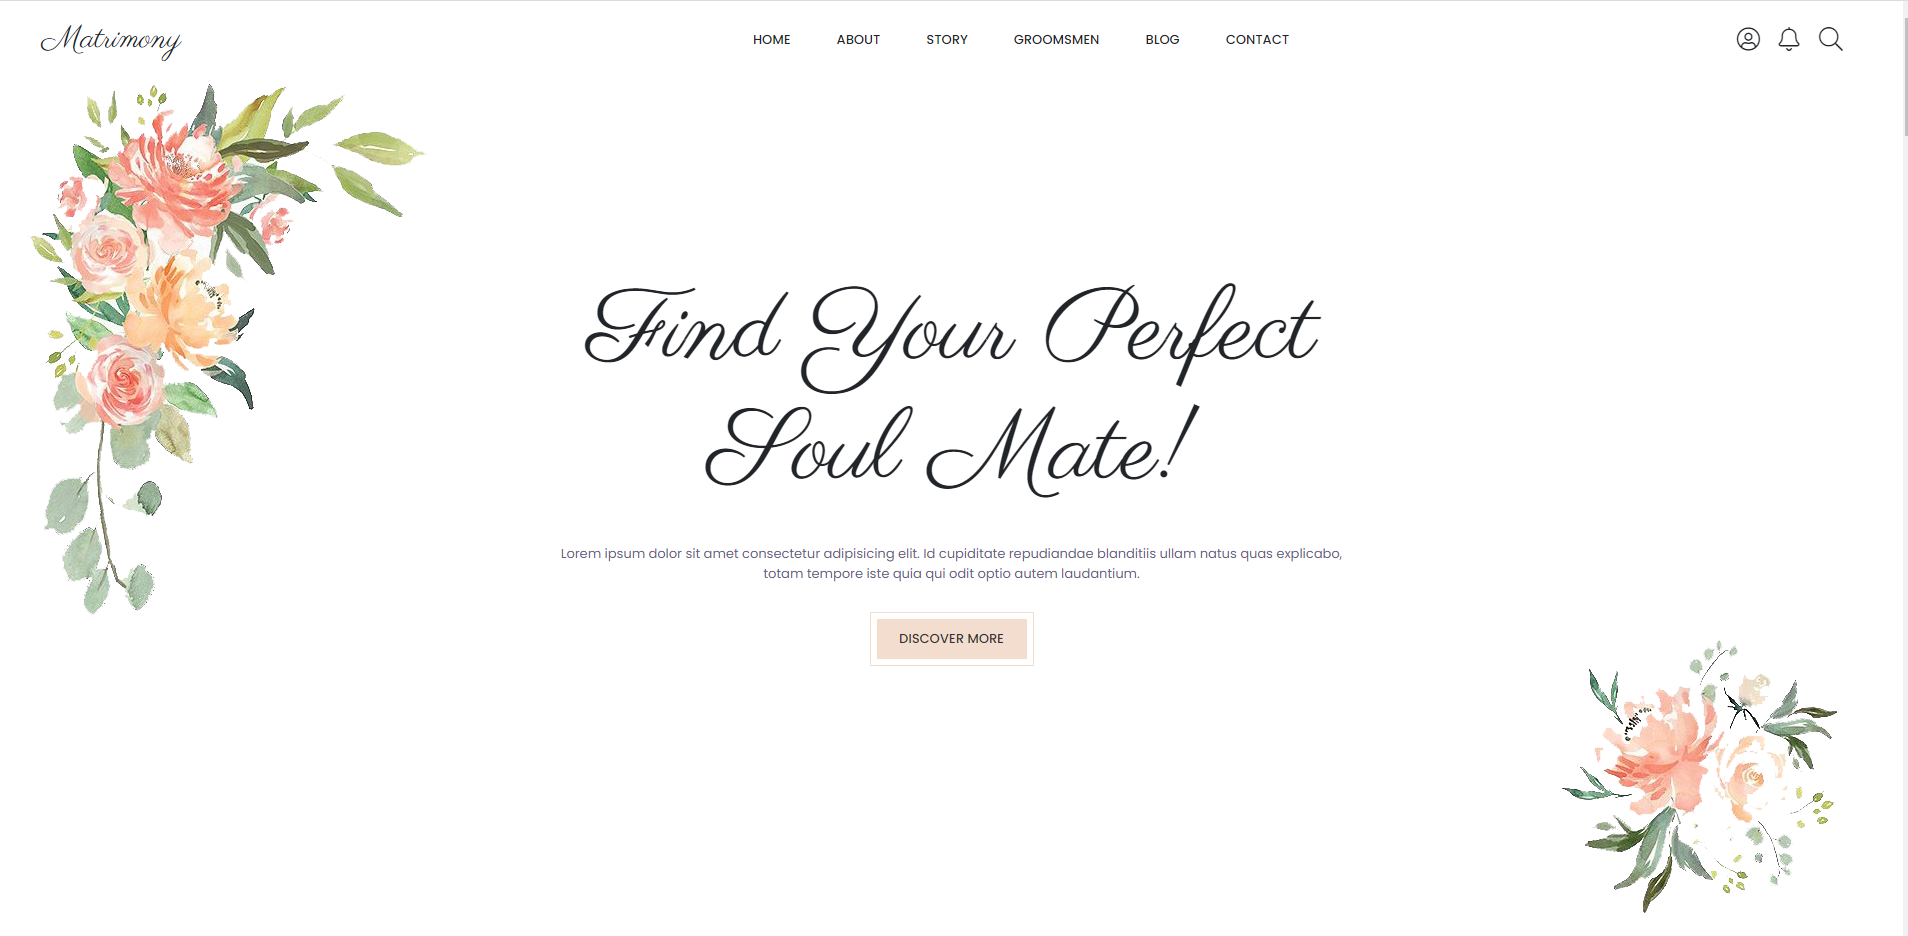 Matrimony
HOME ABOUT STORY GROOMSMEN BLOG CONTACT
Find Your Perfect
Soul Mate!
Lorem ipsum dolor sit amet consectetur adipisicing elit. Id cupiditate repudiandae blanditiis ullam natus quas explicabo,
totam tempore iste quia qui odit optio autem laudantium.
DISCOVER MORE